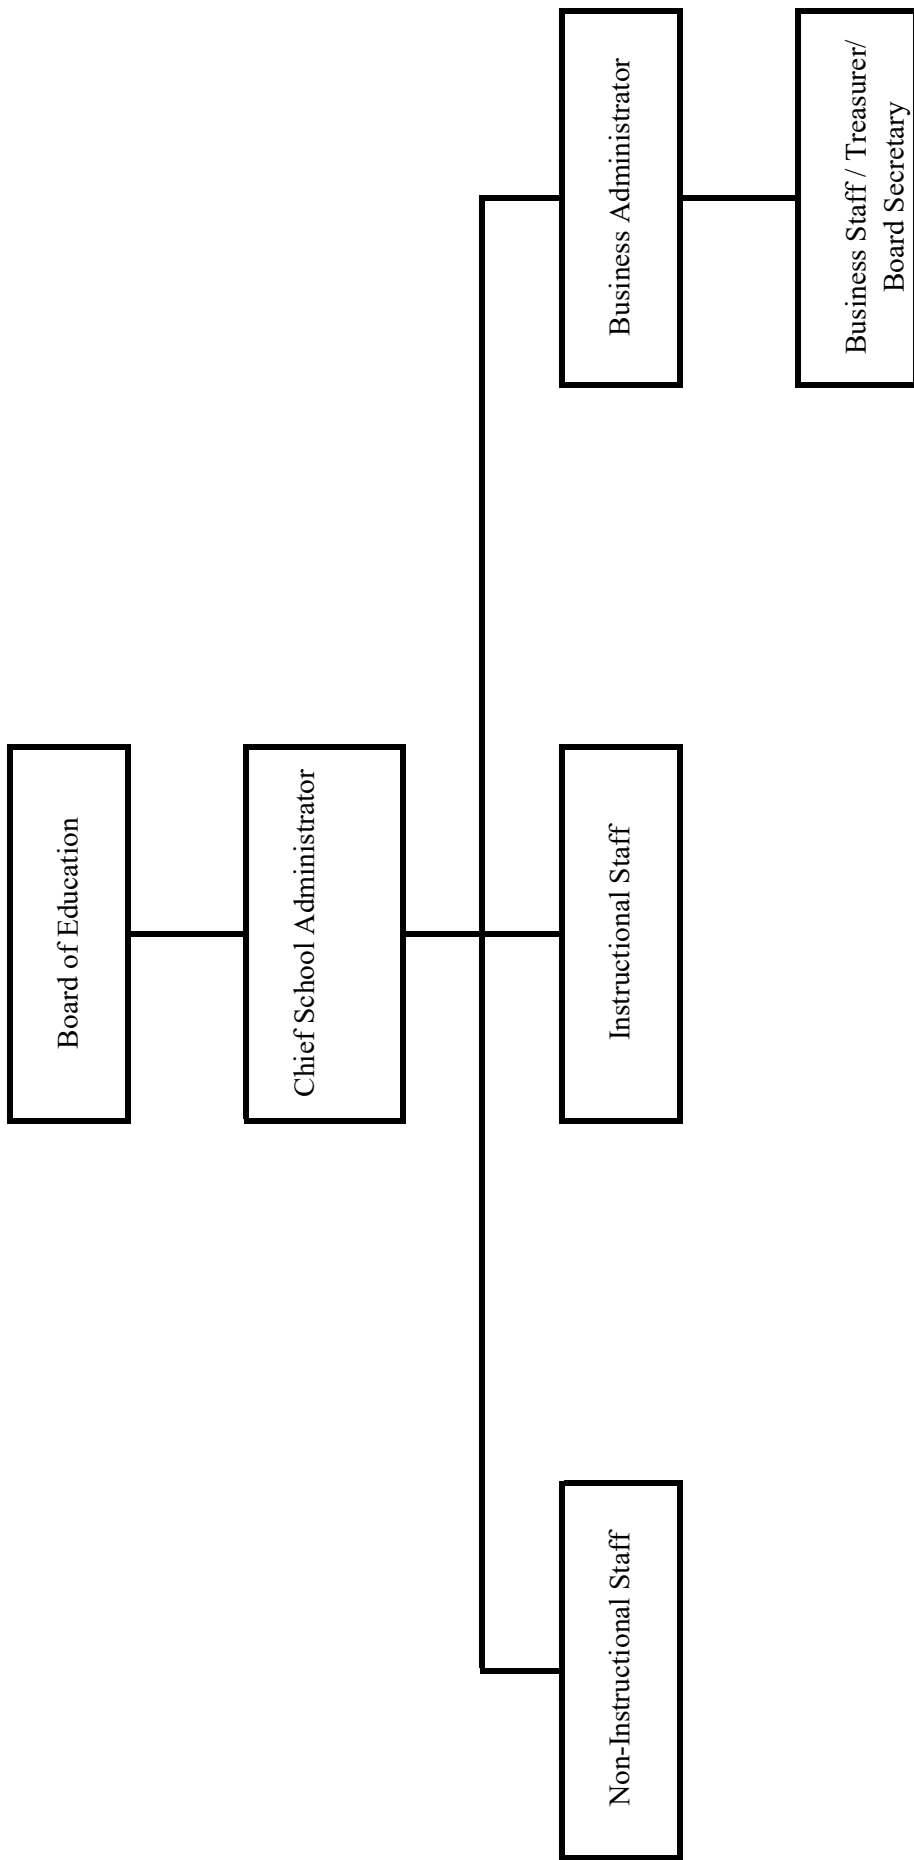 Board of Education
Chief School Administrator
Non-Instructional Staff
Instructional Staff
Business Administrator
Business Staff / Treasurer/
Board Secretary